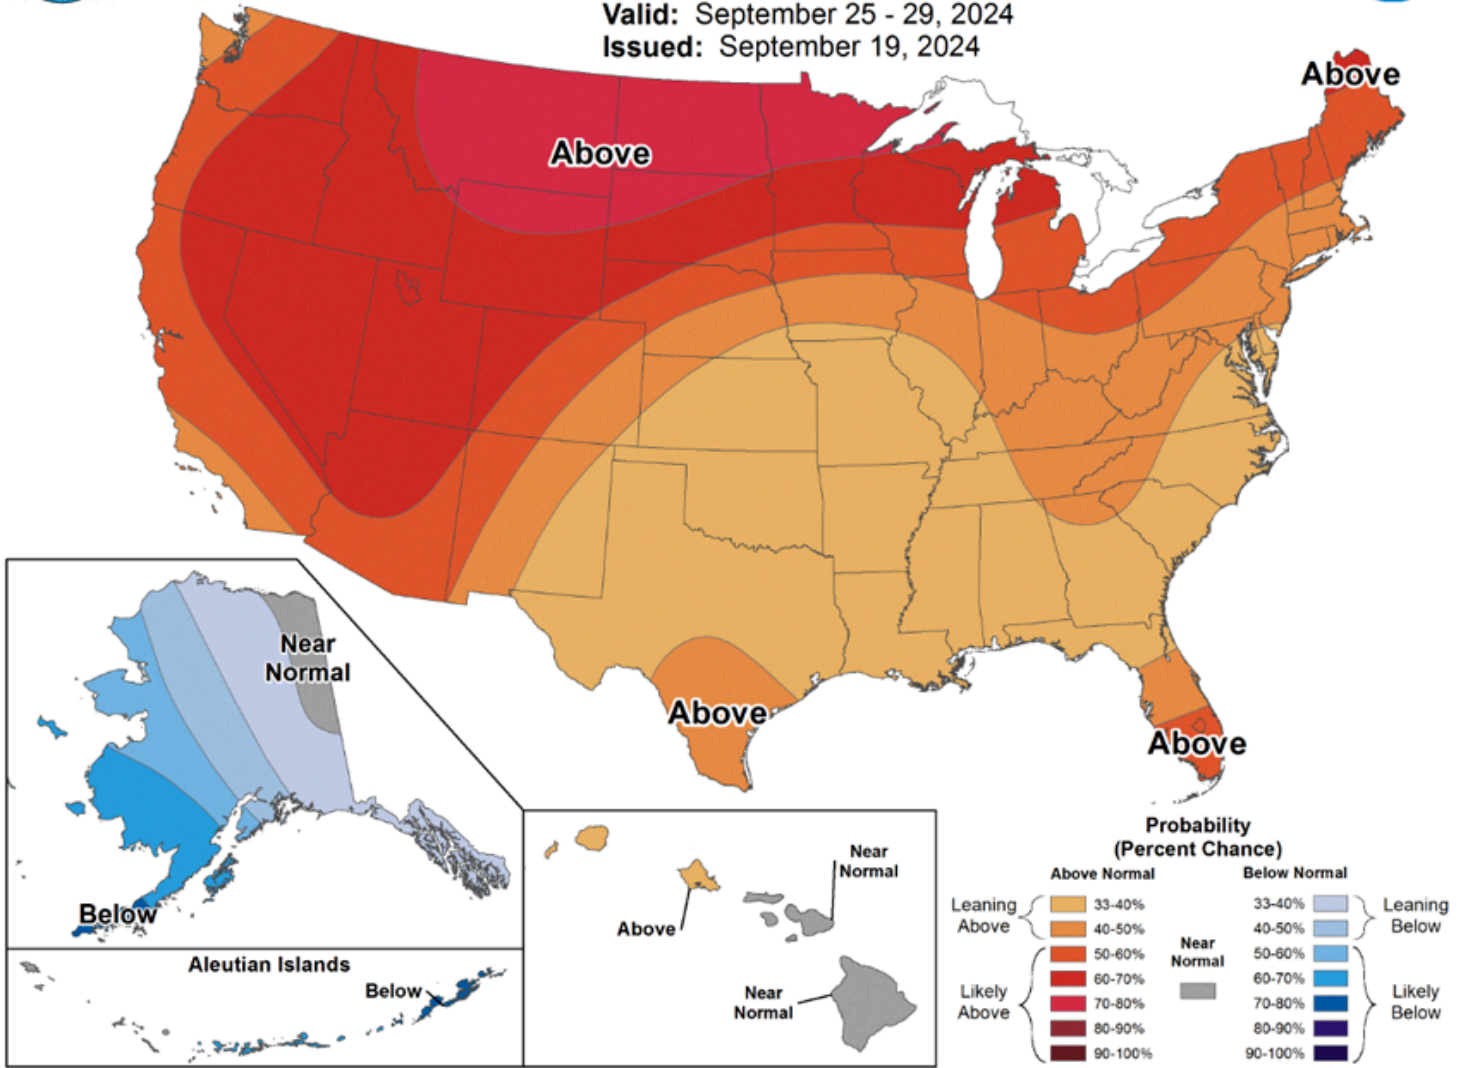 Valid: September 25 - 29, 2024
Issued: September 19, 2024
Above
Above
Above
Above
Near
Normal
Below
Aleutian Islands
Below
Near
Normal
Above
Near
Normal
Probability
(Percent Chance)
Above Normal
Below Normal
Leaning
Above
33-40%
40-50%
Likely
Above
50-60%
60-70%
70-80%
80-90%
90-100%
Near
Normal
33-40%
40-50%
Leaning
Below
50-60%
60-70%
70-80%
80-90%
90-100%
Likely
Below